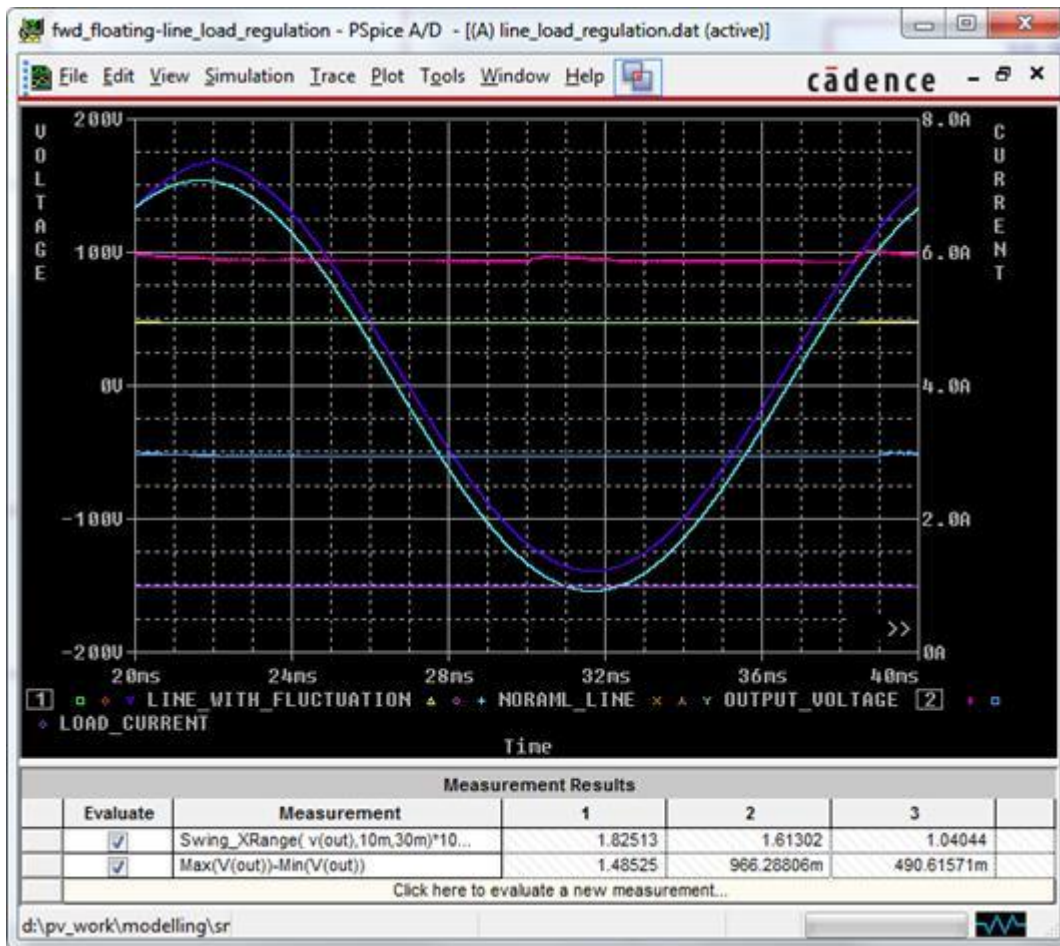 fwd_floating-line_load_regulation - PSpice A/D - [(A) line_load_regulation.dat (active)]
File Edit View Simulation Trace Plot Tools Window Help cādence
VOLTAGE
200V
100V
0V
-100V
-200V
8.0A
6.0A
4.0A
2.0A
0A
CURRENT
>>
20ms 24ms 28ms 32ms 36ms 40ms
1 LINE_WITH_FLUCTUATION NORAML_LINE OUTPUT_VOLTAGE 2
LOAD_CURRENT
Time
Measurement Results
Evaluate Measurement 1 2 3
Swing_XRange( v(out),10m,30m)*10... 1.82513 1.61302 1.04044
Max(V(out))-Min(V(out)) 1.48525 966.28806m 490.61571m
Click here to evaluate a new measurement...
d:\pv_work\modelling\sr